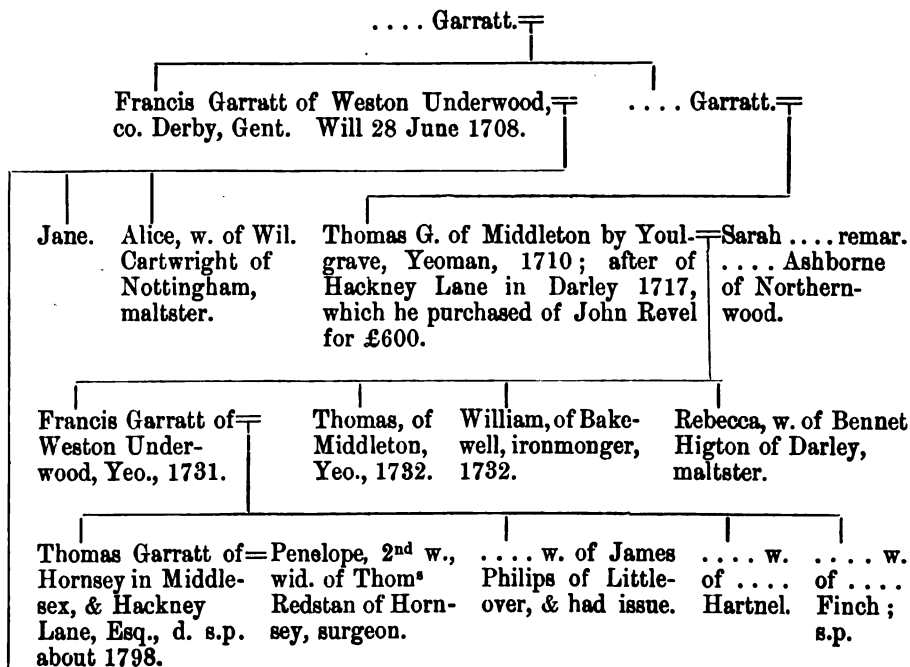 .... Garratt.
Francis Garratt of Weston Underwood,
co. Derby, Gent. Will 28 June 1708.
.... Garratt.
Jane.
Alice, w. of Wil.
Cartwright of
Nottingham,
maltster.
Thomas G. of Middleton by Youl-
grave, Yeoman, 1710; after of
Hackney Lane in Darley 1717,
which he purchased of John Revel
for £600.
Sarah .... remar.
.... Ashborne
of Northern-
wood.
Francis Garratt of
Weston Under-
wood, Yeo., 1731.
Thomas, of
Middleton,
Yeo., 1732.
William, of Bake-
well, ironmonger,
1732.
Rebecca, w. of Bennet
Higton of Darley,
maltster.
Thomas Garratt of
Hornsey in Middle-
sex, & Hackney
Lane, Esq., d. s.p.
about 1798.
Penelope, 2nd w.,
wid. of Thomˢ
Redstan of Horn-
sey, surgeon.
.... w. of James
Philips of Little-
over, & had issue.
.... w.
of ....
Hartnel.
.... w.
of ....
Finch;
s.p.